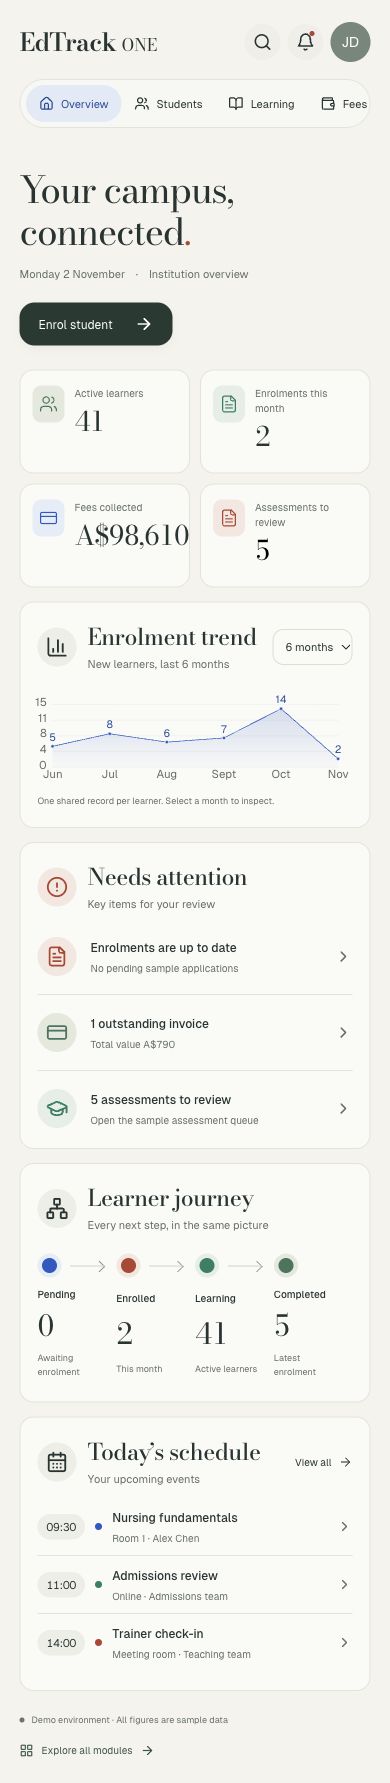 EdTrack ONE
JD
Overview Students Learning Fees
Your campus,
connected.
Monday 2 November · Institution overview
Enrol student
Active learners
41
Enrolments this
month
2
Fees collected
A$98,610
Assessments to
review
5
Enrolment trend
New learners, last 6 months
6 months
15
11
8
4
0
5
8
6
7
14
2
Jun Jul Aug Sept Oct Nov
One shared record per learner. Select a month to inspect.
Needs attention
Key items for your review
Enrolments are up to date
No pending sample applications
1 outstanding invoice
Total value A$790
5 assessments to review
Open the sample assessment queue
Learner journey
Every next step, in the same picture
Pending
0
Awaiting
enrolment
Enrolled
2
This month
Learning
41
Active learners
Completed
5
Latest
enrolment
Today's schedule
Your upcoming events
View all
09:30
Nursing fundamentals
Room 1 · Alex Chen
11:00
Admissions review
Online · Admissions team
14:00
Trainer check-in
Meeting room · Teaching team
Demo environment · All figures are sample data
Explore all modules